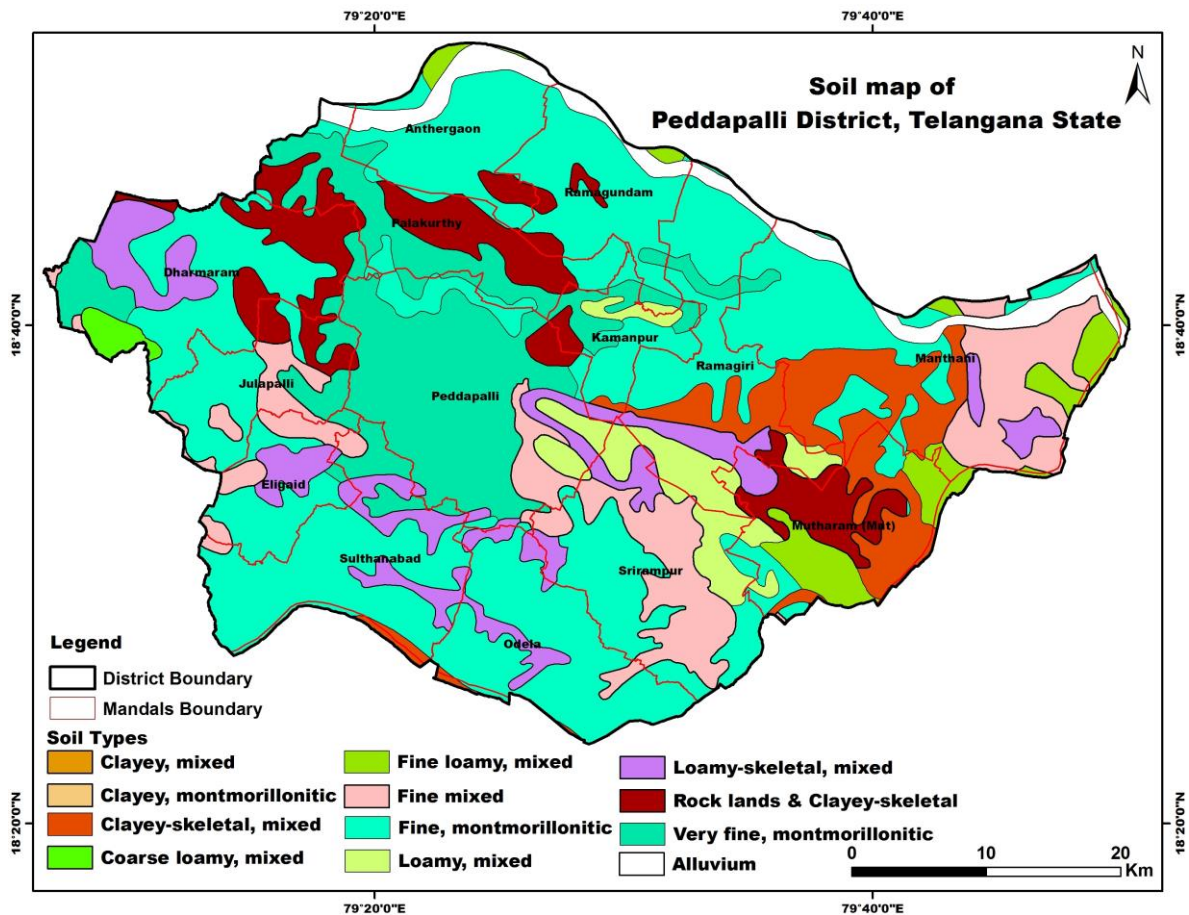 79°20'0"E
79°40'0"E
N
Soil map of
Peddapalli District, Telangana State
Anthergaon
Ramagundam
Palakurthy
Dharmaram
18°40'0"N
18°40'0"N
Kamanpur
Manthani
Ramagiri
Julapalli
Peddapalli
Eligaid
Mutharam (Mat)
Sulthanabad
Srirampur
Odela
Legend
District Boundary
Mandals Boundary
Soil Types
Clayey, mixed
Clayey, montmorillonitic
Clayey-skeletal, mixed
Coarse loamy, mixed
Fine loamy, mixed
Fine mixed
Fine, montmorillonitic
Loamy, mixed
Loamy-skeletal, mixed
Rock lands & Clayey-skeletal
Very fine, montmorillonitic
Alluvium
0 10 20
Km
18°20'0"N
18°20'0"N
79°20'0"E
79°40'0"E